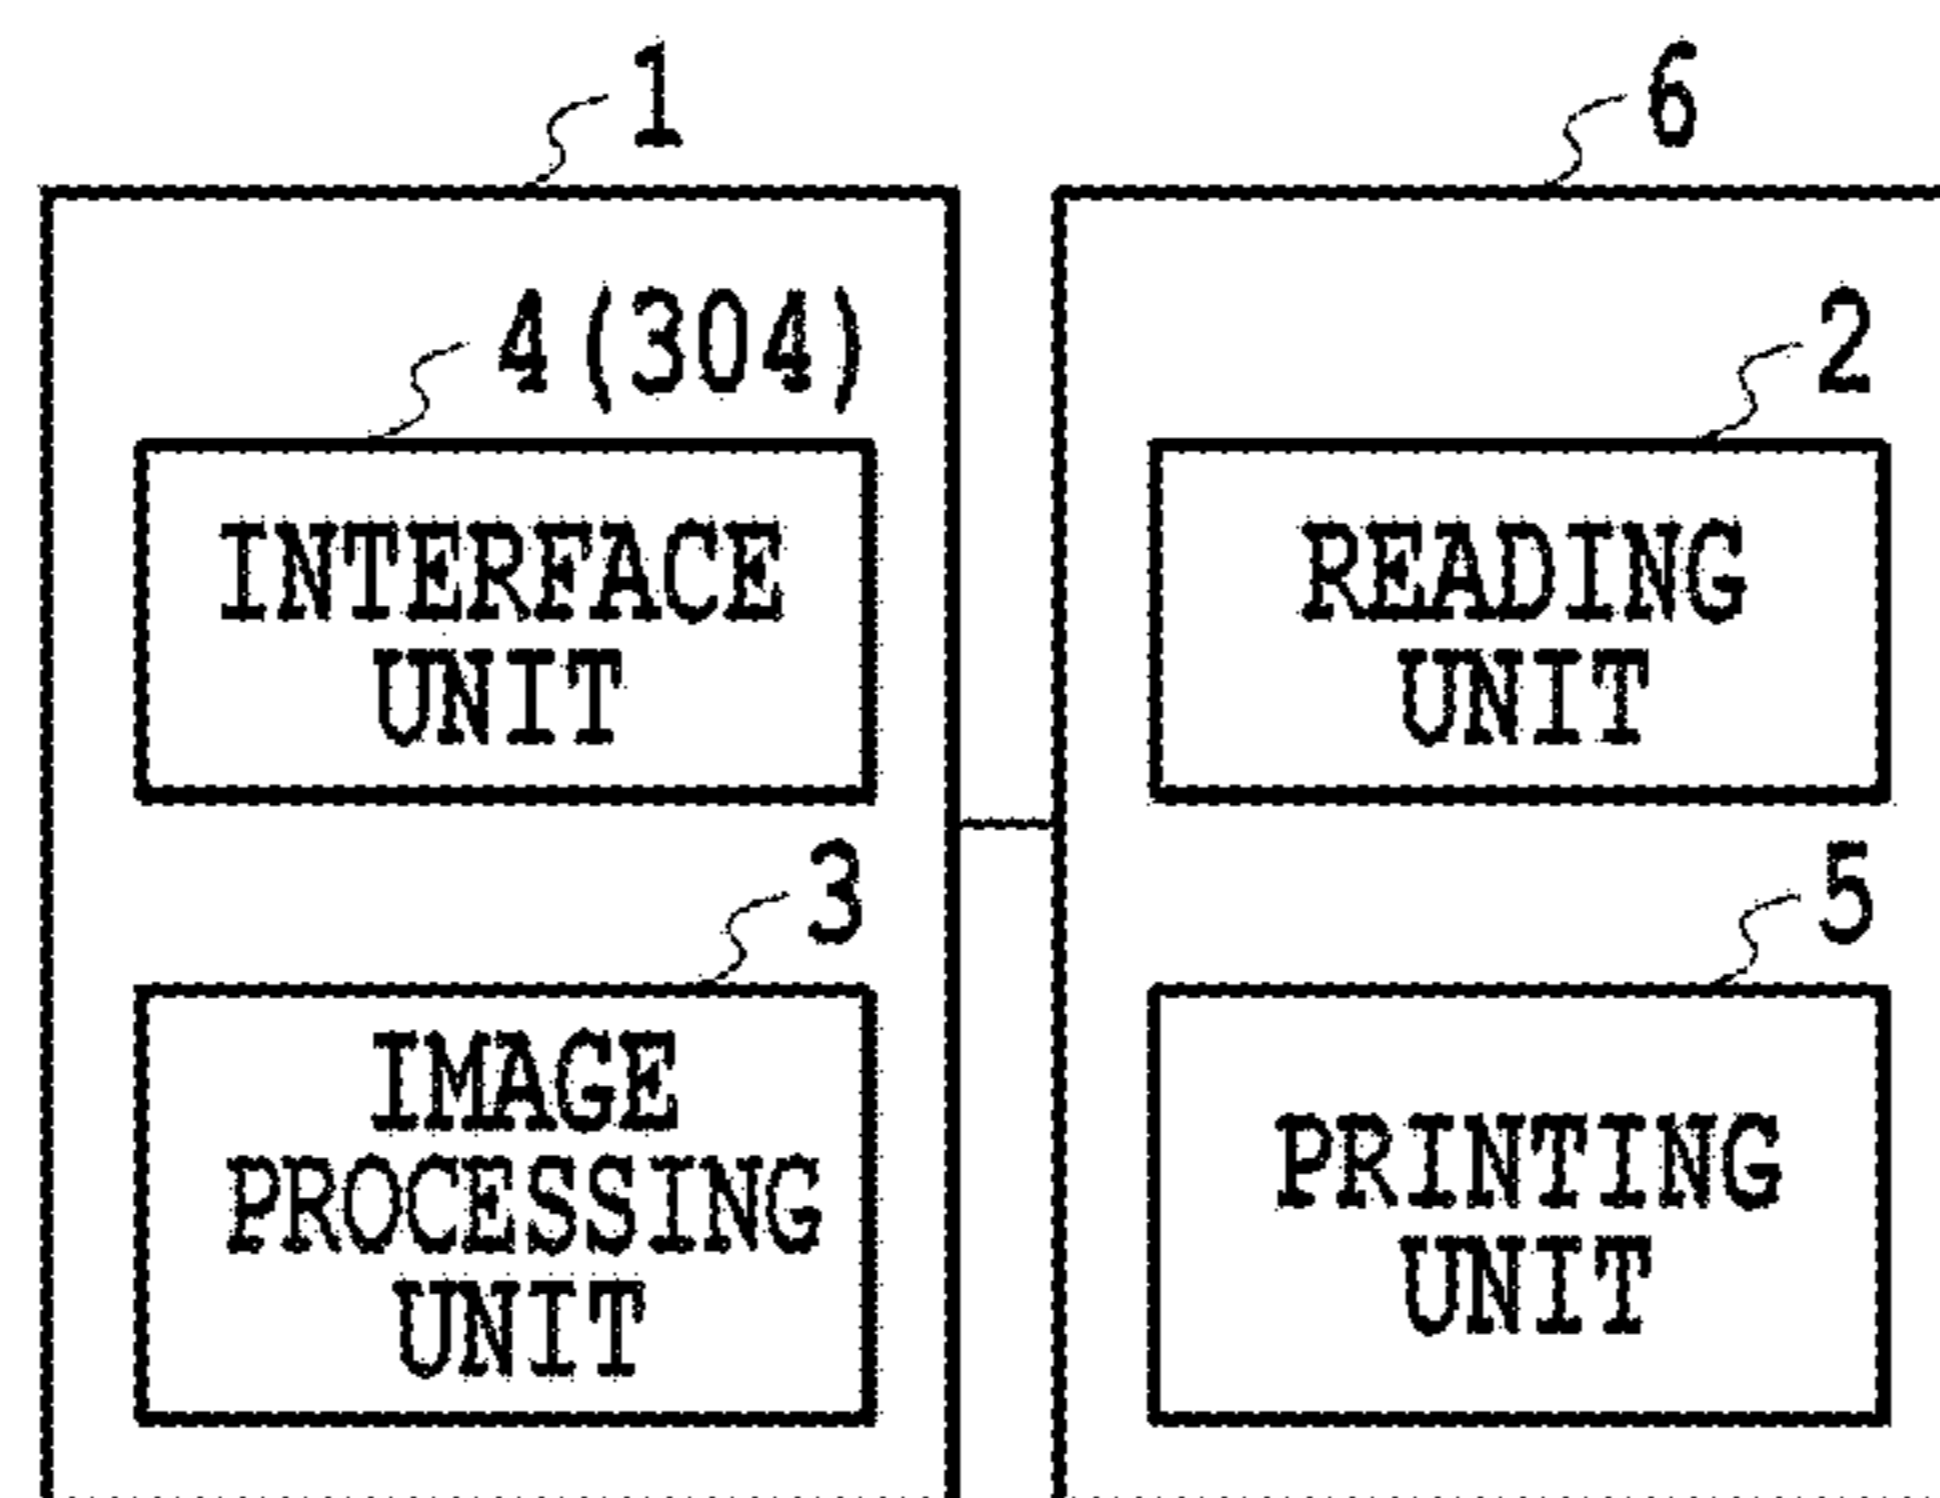 1
4(304)
INTERFACE
UNIT
3
IMAGE
PROCESSING
UNIT
6
2
READING
UNIT
5
PRINTING
UNIT